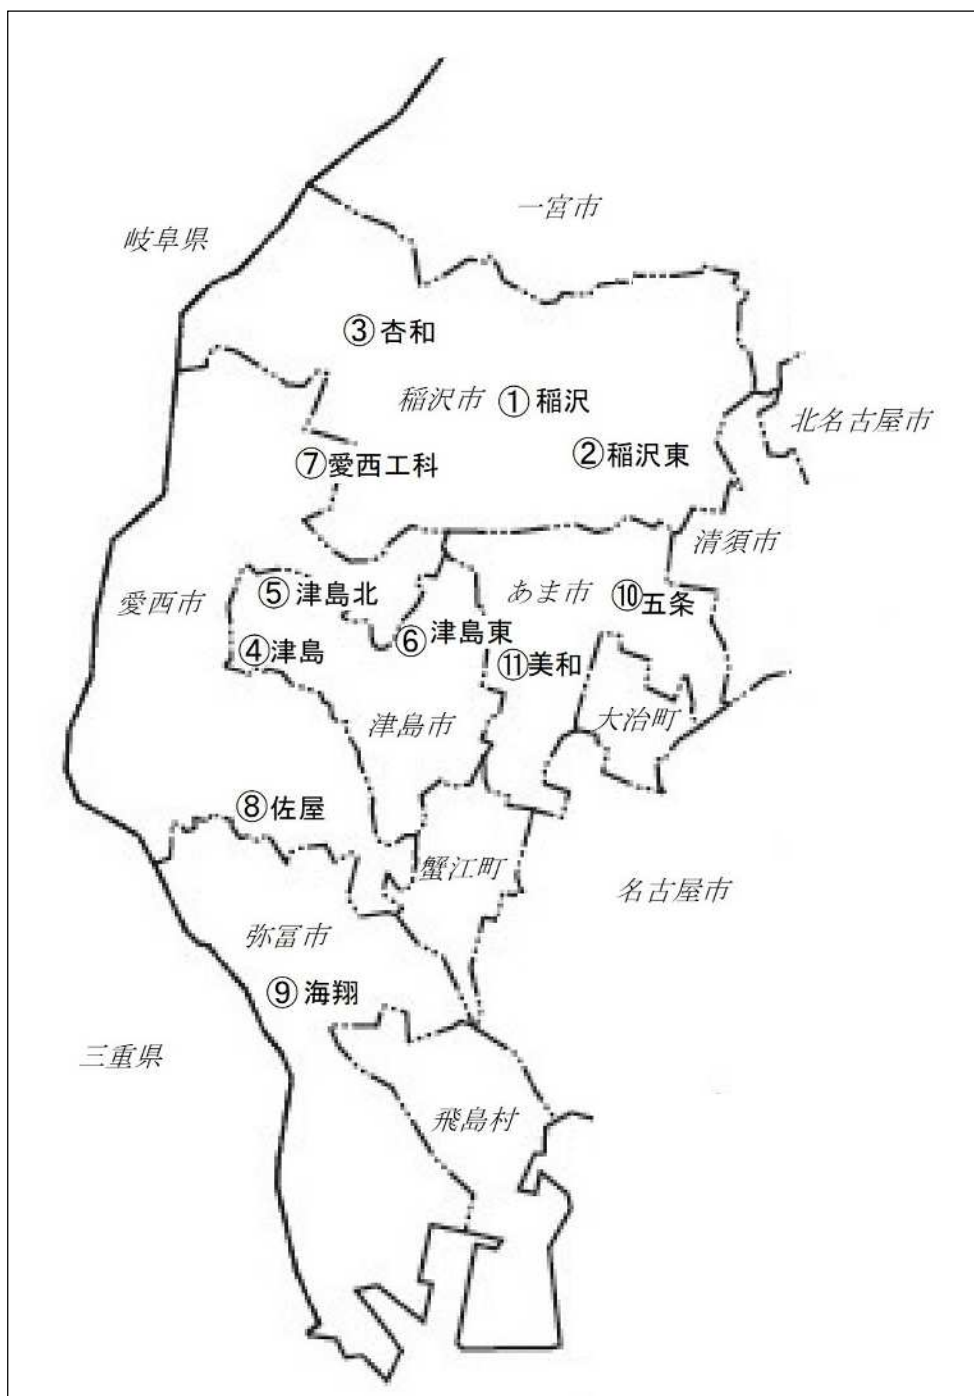 一宮市
岐阜県
③杏和
稲沢市
①稲沢
北名古屋市
②稲沢東
⑦愛西工科
清須市
⑤津島北
あま市
⑩五条
愛西市
⑥津島東
④津島
⑪美和
津島市
大治町
⑧佐屋
蟹江町
名古屋市
弥冨市
⑨海翔
三重県
飛島村